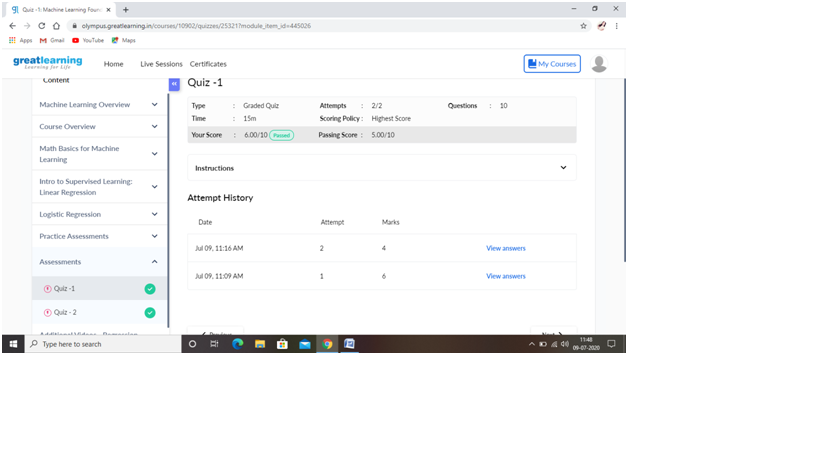 Quiz -1: Machine Learning Foun
olympus.greatlearning.in/courses/10902/quizzes/25321?module_item_id=445026
Apps Gmail YouTube Maps
greatlearning
Learning for Life
Home Live Sessions Certificates My Courses
Content
Machine Learning Overview
Course Overview
Math Basics for Machine
Learning
Intro to Supervised Learning:
Linear Regression
Logistic Regression
Practice Assessments
Assessments
Quiz -1
Quiz - 2
Additional Videos - Regression
Quiz -1
Type : Graded Quiz Attempts : 2/2 Questions : 10
Time : 15m Scoring Policy : Highest Score
Your Score : 6.00/10 Passed Passing Score : 5.00/10
Instructions
Attempt History
Date Attempt Marks
Jul 09, 11:16 AM 2 4 View answers
Jul 09, 11:09 AM 1 6 View answers
Previous Next
Type here to search
11:48
09-07-2020